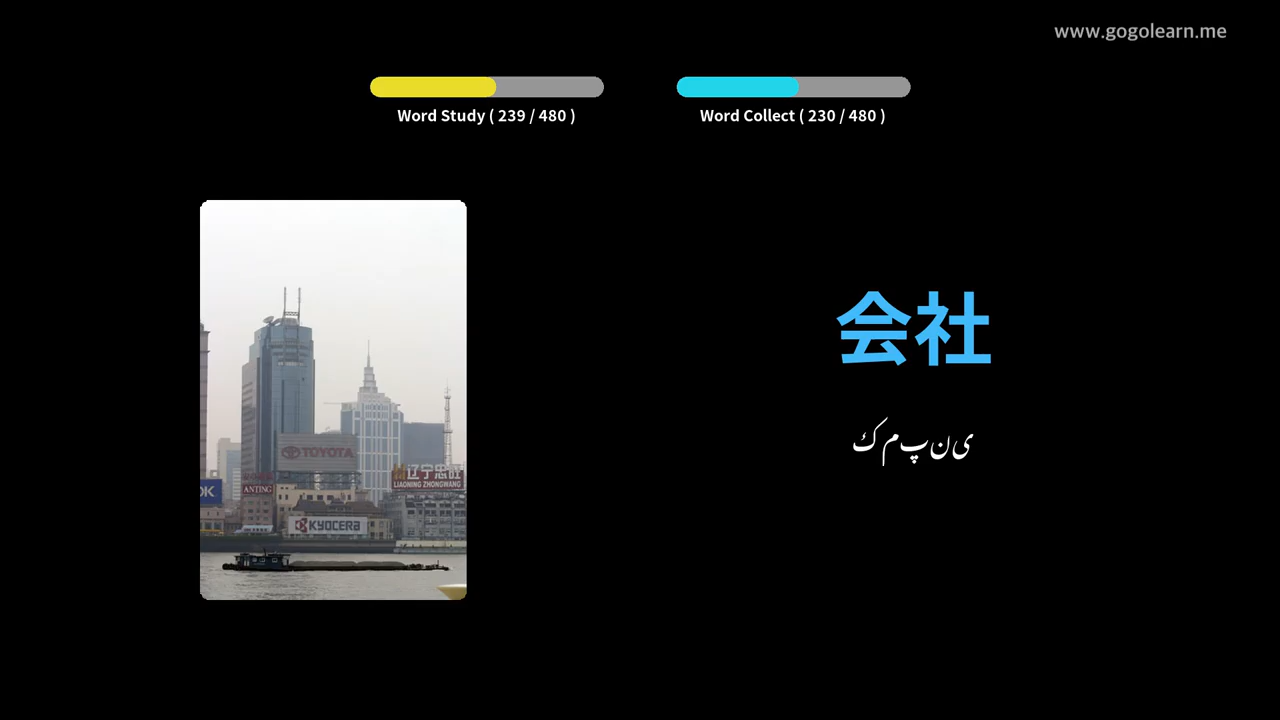 www.gogolearn.me
Word Study ( 239 / 480 )
Word Collect ( 230 / 480 )
会社
کمپنی
TOYOTA
辽宁忠旺
LIAONING ZHONGWANG
ANTING
OK
KYOCERA